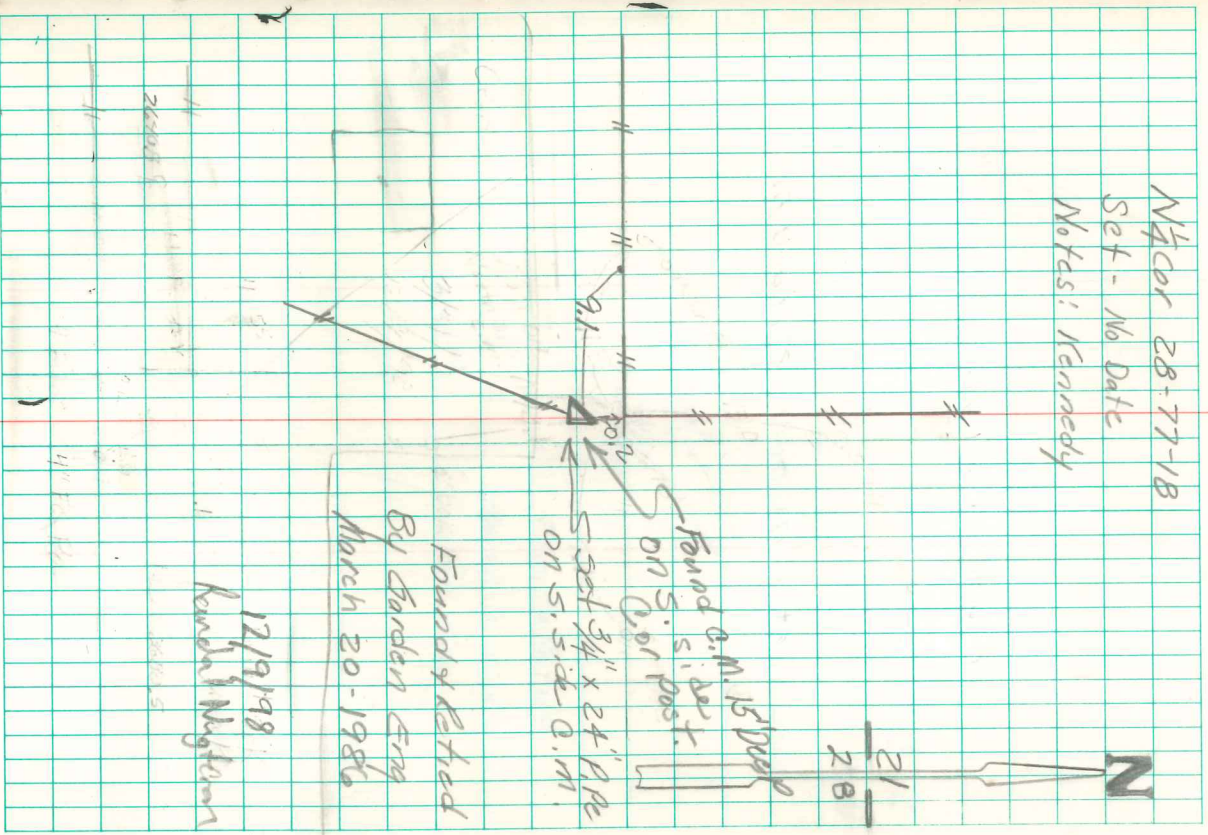 N¼ cor 28-77-18
Set - No Date
Notes: Kennedy
N
21
28
Found C.M. 15" Deep
on S. side
Cor post.
9.1
Set 3/4" x 24" Pipe
on S. side C.M.
Found & Retied
By Garden Eng
March 20-1986
12/9/98